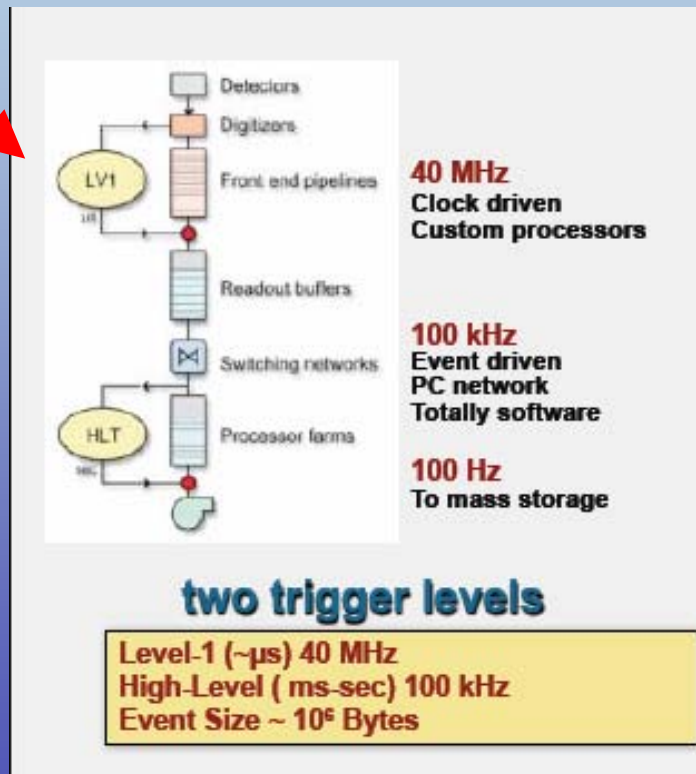 Detectors
Digitizers
LV1
Front end pipelines
40 MHz
Clock driven
Custom processors
Readout buffers
Switching networks
100 kHz
Event driven
PC network
Totally software
HLT
Processor farms
100 Hz
To mass storage
two trigger levels
Level-1 (~µs) 40 MHz
High-Level ( ms-sec) 100 kHz
Event Size ~ 10⁶ Bytes